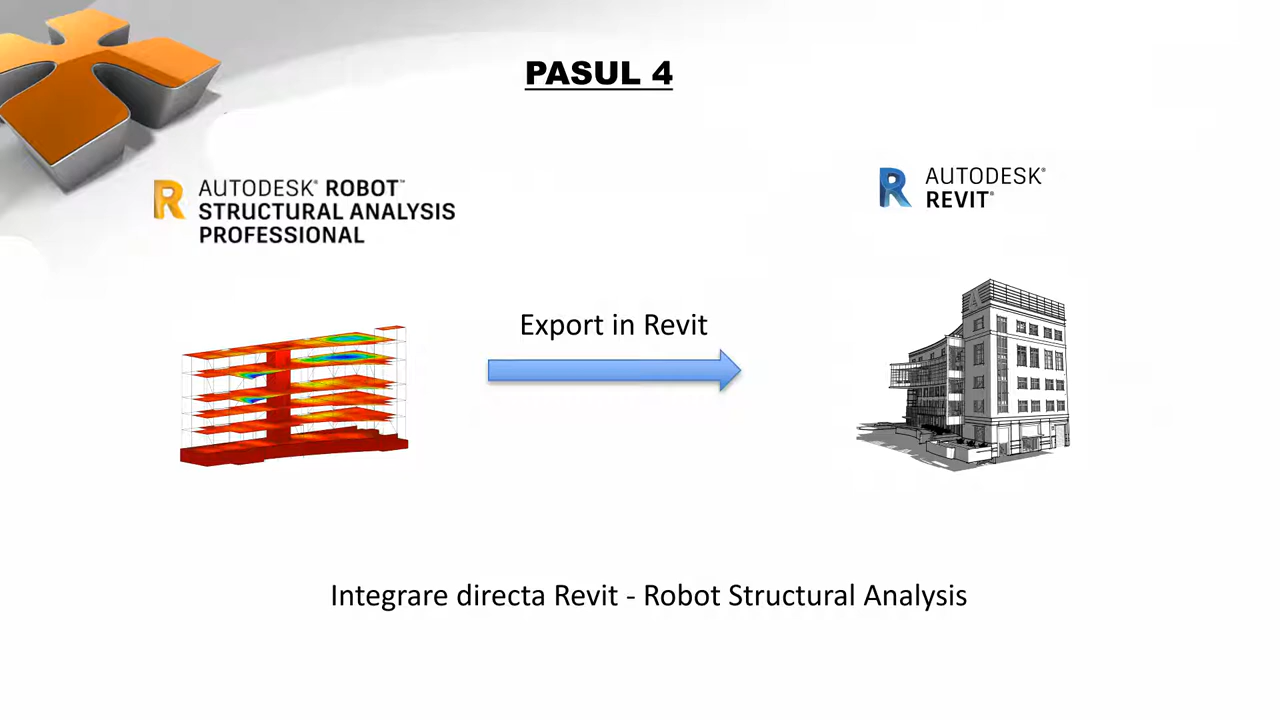 PASUL 4
AUTODESK® ROBOT™
STRUCTURAL ANALYSIS
PROFESSIONAL
AUTODESK®
REVIT®
Export in Revit
Integrare directa Revit - Robot Structural Analysis